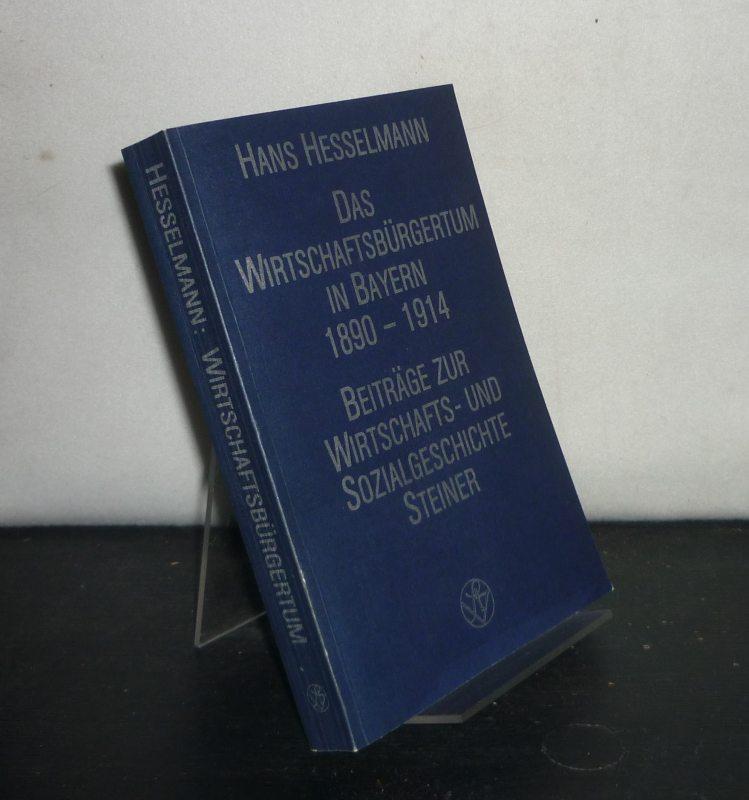 HANS HESSELMANN
DAS
WIRTSCHAFTSBÜRGERTUM
IN BAYERN
1890 – 1914
BEITRÄGE ZUR
WIRTSCHAFTS- UND
SOZIALGESCHICHTE
STEINER
HESSELMANN: WIRTSCHAFTSBÜRGERTUM